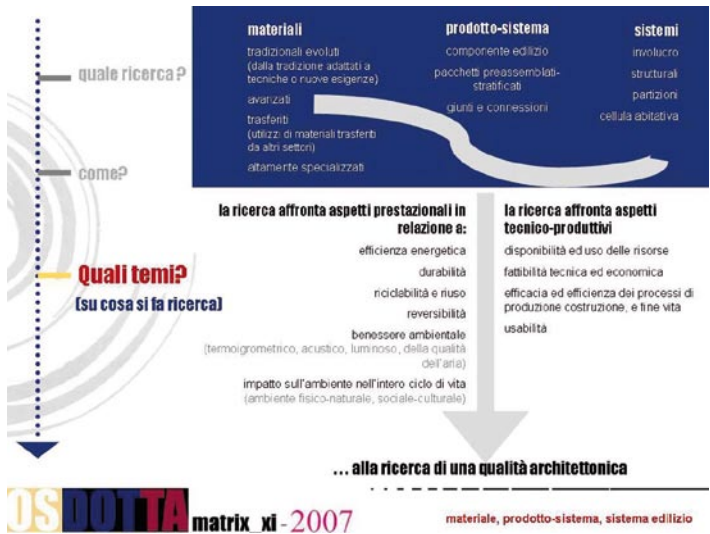 materiali
tradizionali evoluti
(dalla tradizione adattati a
tecniche o nuove esigenze)
avanzati
trasferiti
(utilizzi di materiali trasferiti
da altri settori)
altamente specializzati
prodotto-sistema
componente edilizio
pacchetti preassemblati-
stratificati
giunti e connessioni
sistemi
involucro
strutturali
partizioni
cellula abitativa
quale ricerca?
come?
Quali temi?
(su cosa si fa ricerca)
la ricerca affronta aspetti prestazionali in
relazione a:
efficienza energetica
durabilità
riciclabilità e riuso
reversibilità
benessere ambientale
(termoigrometrico, acustico, luminoso, della qualità
dell'aria)
impatto sull'ambiente nell'intero ciclo di vita
(ambiente fisico-naturale, sociale-culturale)
la ricerca affronta aspetti
tecnico-produttivi
disponibilità ed uso delle risorse
fattibilità tecnica ed economica
efficacia ed efficienza dei processi di
produzione costruzione, e fine vita
usabilità
... alla ricerca di una qualità architettonica
OSDOTTA matrix_xi - 2007
materiale, prodotto-sistema, sistema edilizio